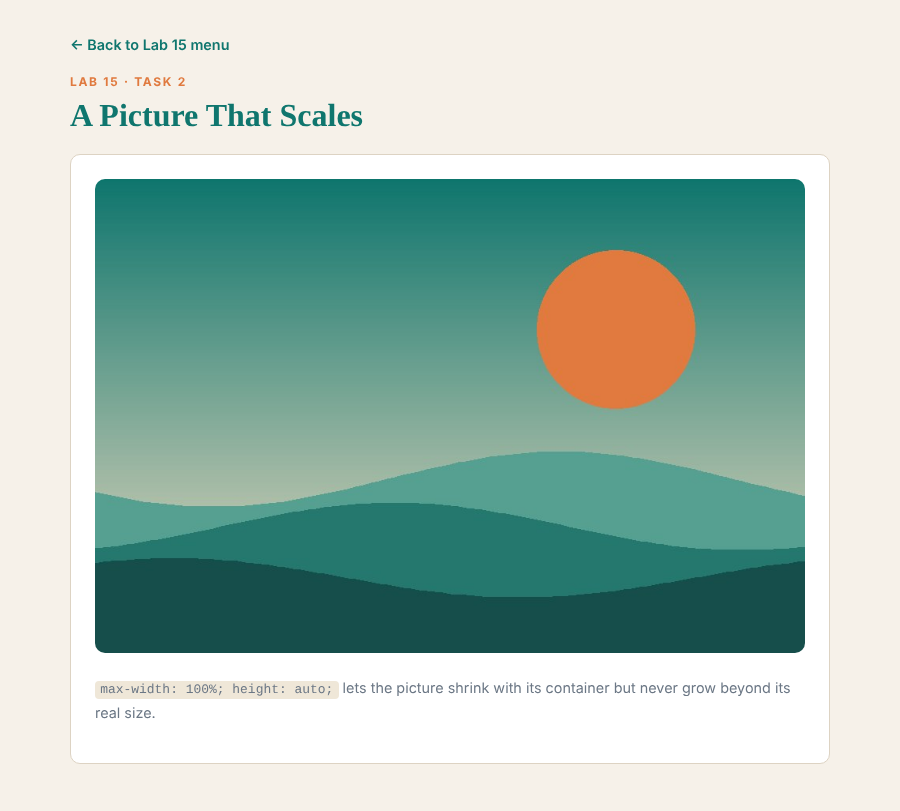 ← Back to Lab 15 menu
LAB 15 · TASK 2
A Picture That Scales
max-width: 100%; height: auto; lets the picture shrink with its container but never grow beyond its
real size.